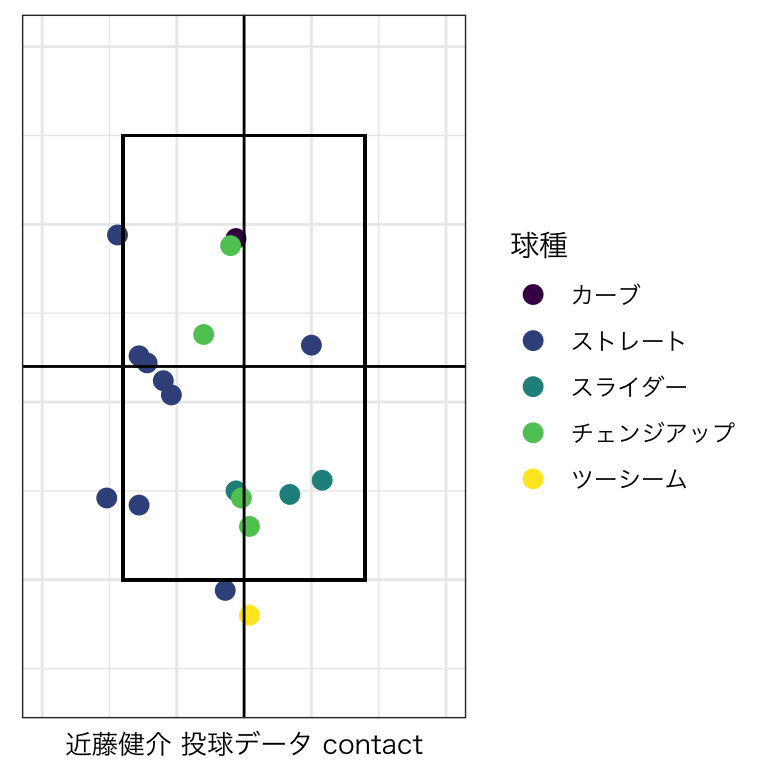 球種
カーブ
ストレート
スライダー
チェンジアップ
ツーシーム
近藤健介 投球データ contact